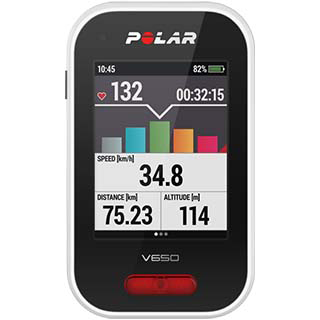 POLAR
10:45 82%
132 00:32:15
SPEED [km/h]
34.8
DISTANCE [km] ALTITUDE [m]
75.23 114
V650